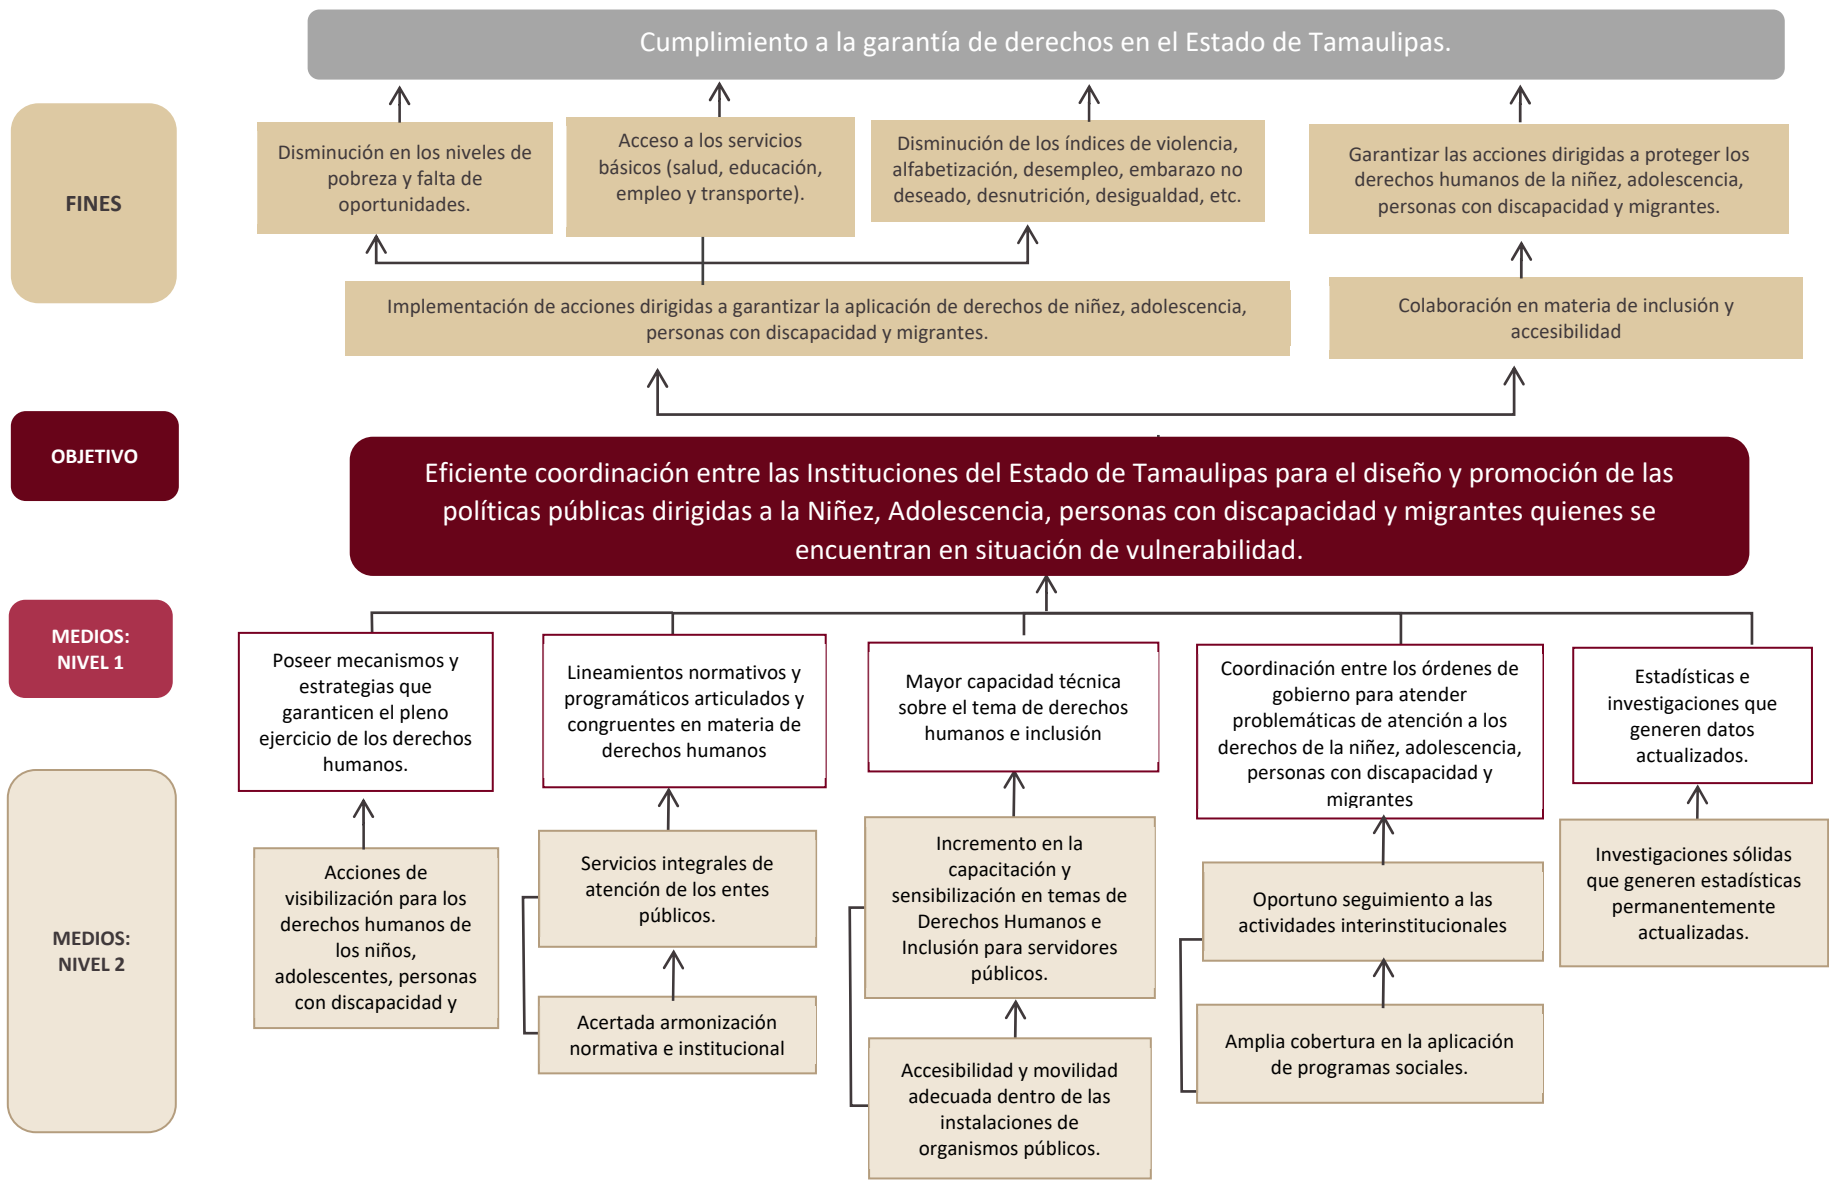 Cumplimiento a la garantía de derechos en el Estado de Tamaulipas.
FINES
Disminución en los niveles de
pobreza y falta de
oportunidades.
Acceso a los servicios
básicos (salud, educación,
empleo y transporte).
Disminución de los índices de violencia,
alfabetización, desempleo, embarazo no
deseado, desnutrición, desigualdad, etc.
Garantizar las acciones dirigidas a proteger los
derechos humanos de la niñez, adolescencia,
personas con discapacidad y migrantes.
Implementación de acciones dirigidas a garantizar la aplicación de derechos de niñez, adolescencia,
personas con discapacidad y migrantes.
Colaboración en materia de inclusión y
accesibilidad
OBJETIVO
Eficiente coordinación entre las Instituciones del Estado de Tamaulipas para el diseño y promoción de las
políticas públicas dirigidas a la Niñez, Adolescencia, personas con discapacidad y migrantes quienes se
encuentran en situación de vulnerabilidad.
MEDIOS:
NIVEL 1
Poseer mecanismos y
estrategias que
garanticen el pleno
ejercicio de los derechos
humanos.
Lineamientos normativos y
programáticos articulados y
congruentes en materia de
derechos humanos
Mayor capacidad técnica
sobre el tema de derechos
humanos e inclusión
Coordinación entre los órdenes de
gobierno para atender
problemáticas de atención a los
derechos de la niñez, adolescencia,
personas con discapacidad y
migrantes
Estadísticas e
investigaciones que
generen datos
actualizados.
MEDIOS:
NIVEL 2
Acciones de
visibilización para los
derechos humanos de
los niños,
adolescentes, personas
con discapacidad y
Servicios integrales de
atención de los entes
públicos.
Acertada armonización
normativa e institucional
Incremento en la
capacitación y
sensibilización en temas de
Derechos Humanos e
Inclusión para servidores
públicos.
Accesibilidad y movilidad
adecuada dentro de las
instalaciones de
organismos públicos.
Oportuno seguimiento a las
actividades interinstitucionales
Amplia cobertura en la aplicación
de programas sociales.
Investigaciones sólidas
que generen estadísticas
permanentemente
actualizadas.